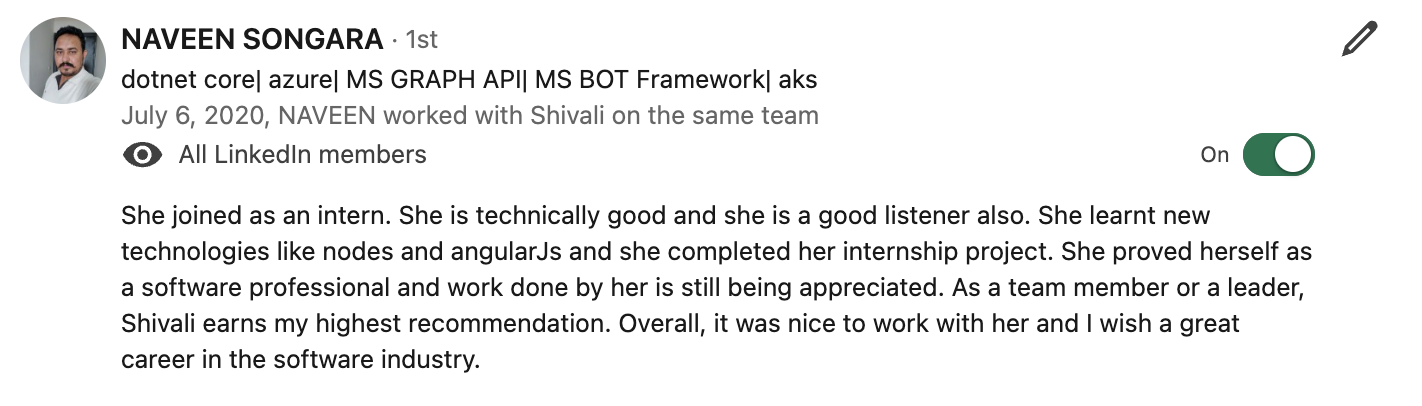 NAVEEN SONGARA · 1st
dotnet core| azure| MS GRAPH API| MS BOT Framework| aks
July 6, 2020, NAVEEN worked with Shivali on the same team
All LinkedIn members
On
She joined as an intern. She is technically good and she is a good listener also. She learnt new
technologies like nodes and angularJs and she completed her internship project. She proved herself as
a software professional and work done by her is still being appreciated. As a team member or a leader,
Shivali earns my highest recommendation. Overall, it was nice to work with her and I wish a great
career in the software industry.